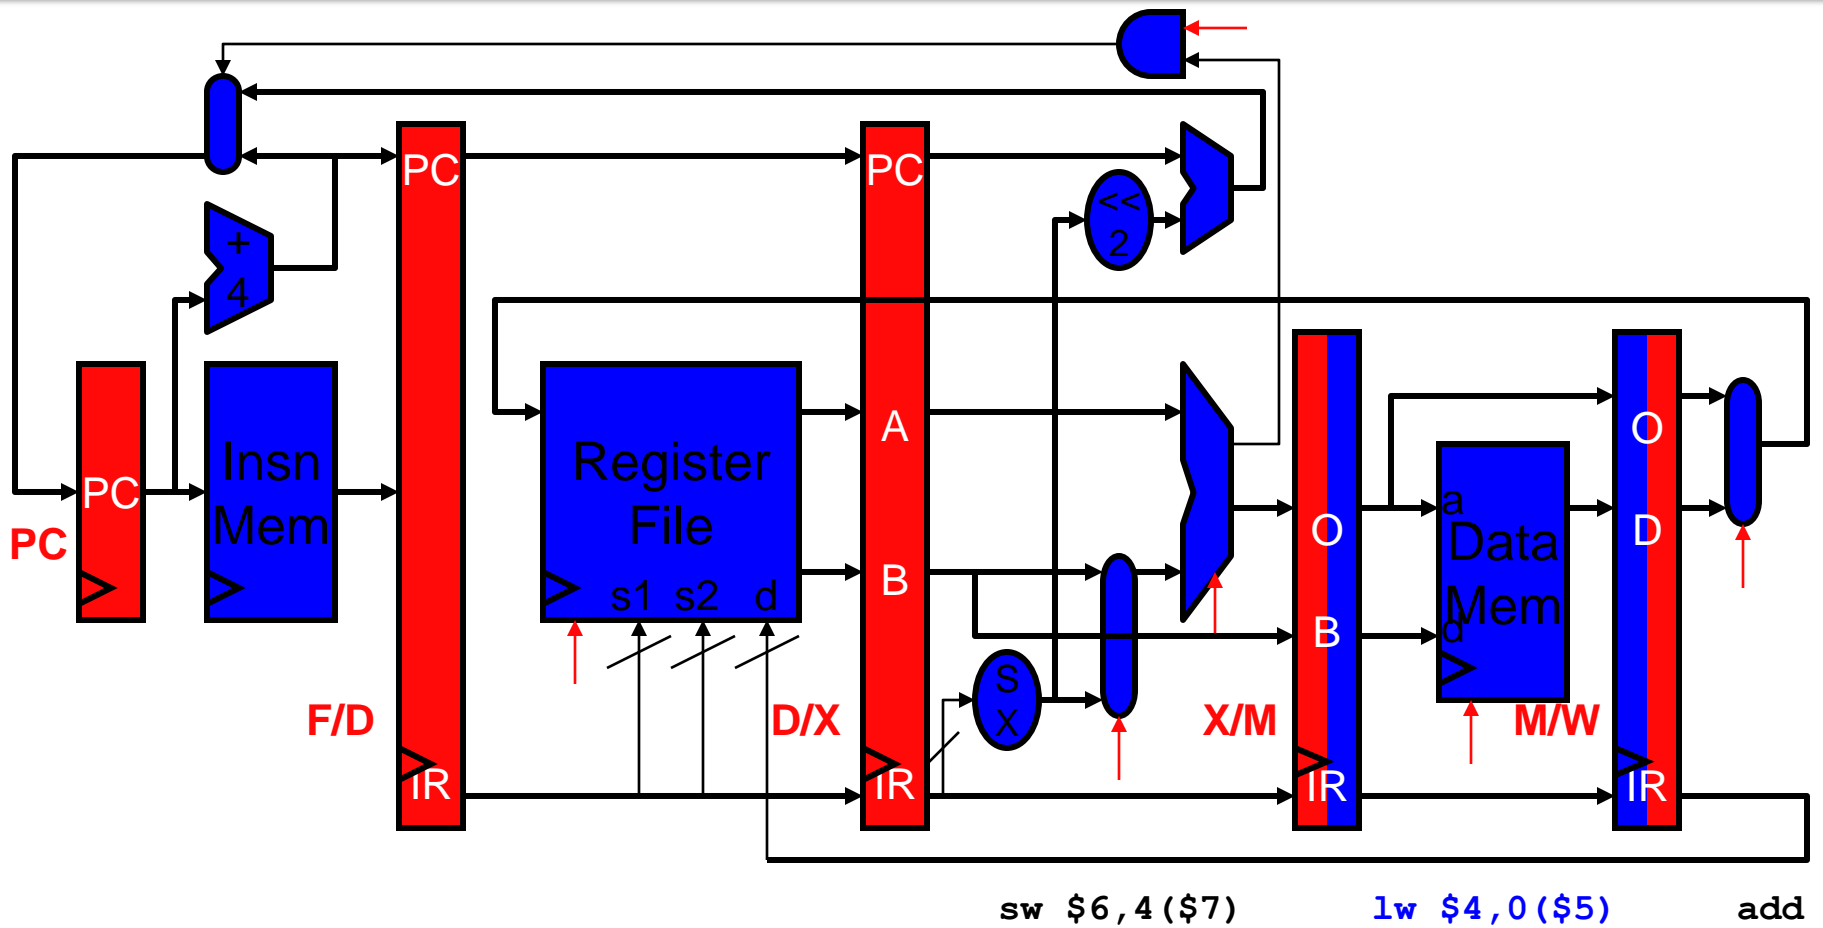 PC
PC
<<
2
+
4
A
Insn
Mem
Register
File
O
PC
PC
a
Data
Mem
d
O
D
B
s1 s2 d
B
S
X
F/D
D/X
X/M
M/W
IR
IR
IR
IR
sw $6,4($7)
lw $4,0($5)
add